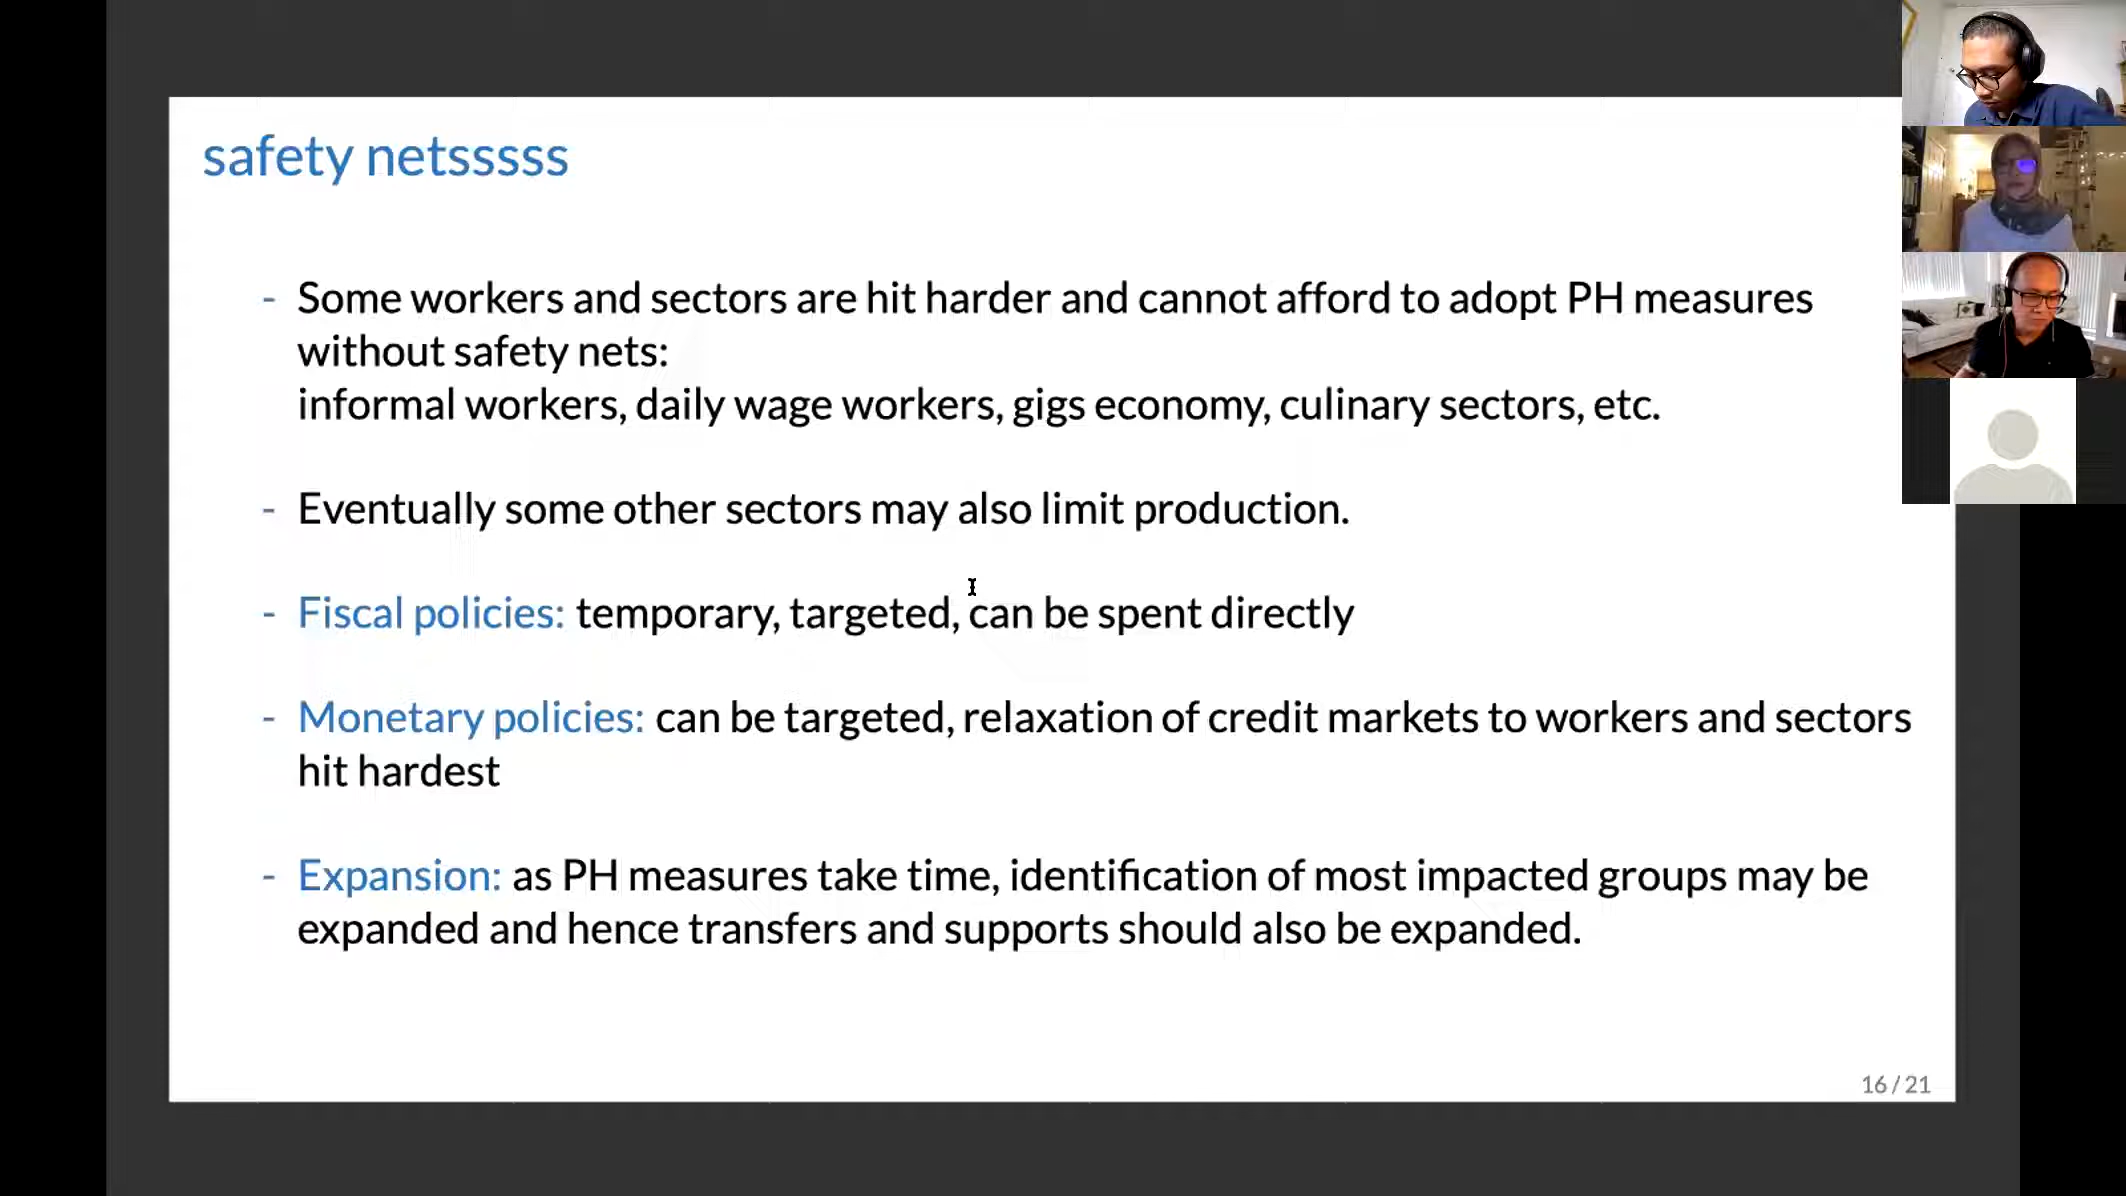 safety netsssss
- Some workers and sectors are hit harder and cannot afford to adopt PH measures
without safety nets:
informal workers, daily wage workers, gigs economy, culinary sectors, etc.
- Eventually some other sectors may also limit production.
- Fiscal policies: temporary, targeted, can be spent directly
- Monetary policies: can be targeted, relaxation of credit markets to workers and sectors
hit hardest
- Expansion: as PH measures take time, identification of most impacted groups may be
expanded and hence transfers and supports should also be expanded.
16 / 21